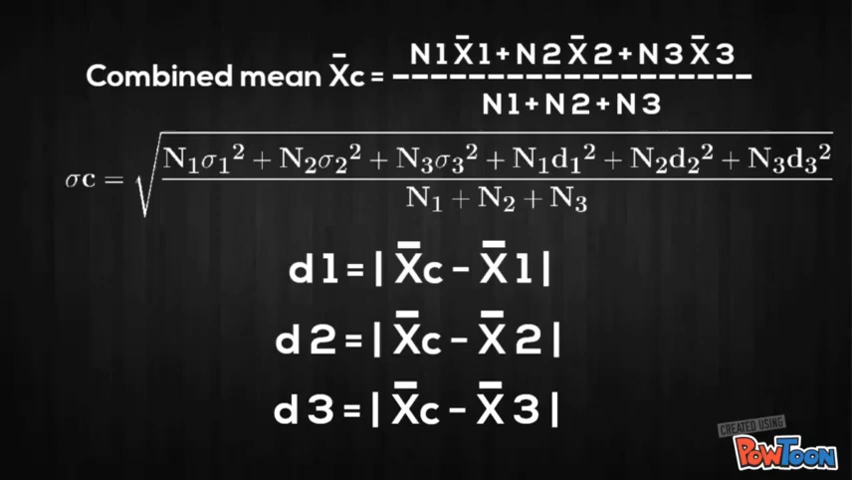 Combined mean X̄c = N1X̄1+N2X̄2+N3X̄3
N1+N2+N3
σc = √ N₁σ₁² + N₂σ₂² + N₃σ₃² + N₁d₁² + N₂d₂² + N₃d₃²
N₁ + N₂ + N₃
d1=| X̄c - X̄1|
d2=| X̄c - X̄2|
d3=| X̄c - X̄3|
CREATED USING
POWTOON